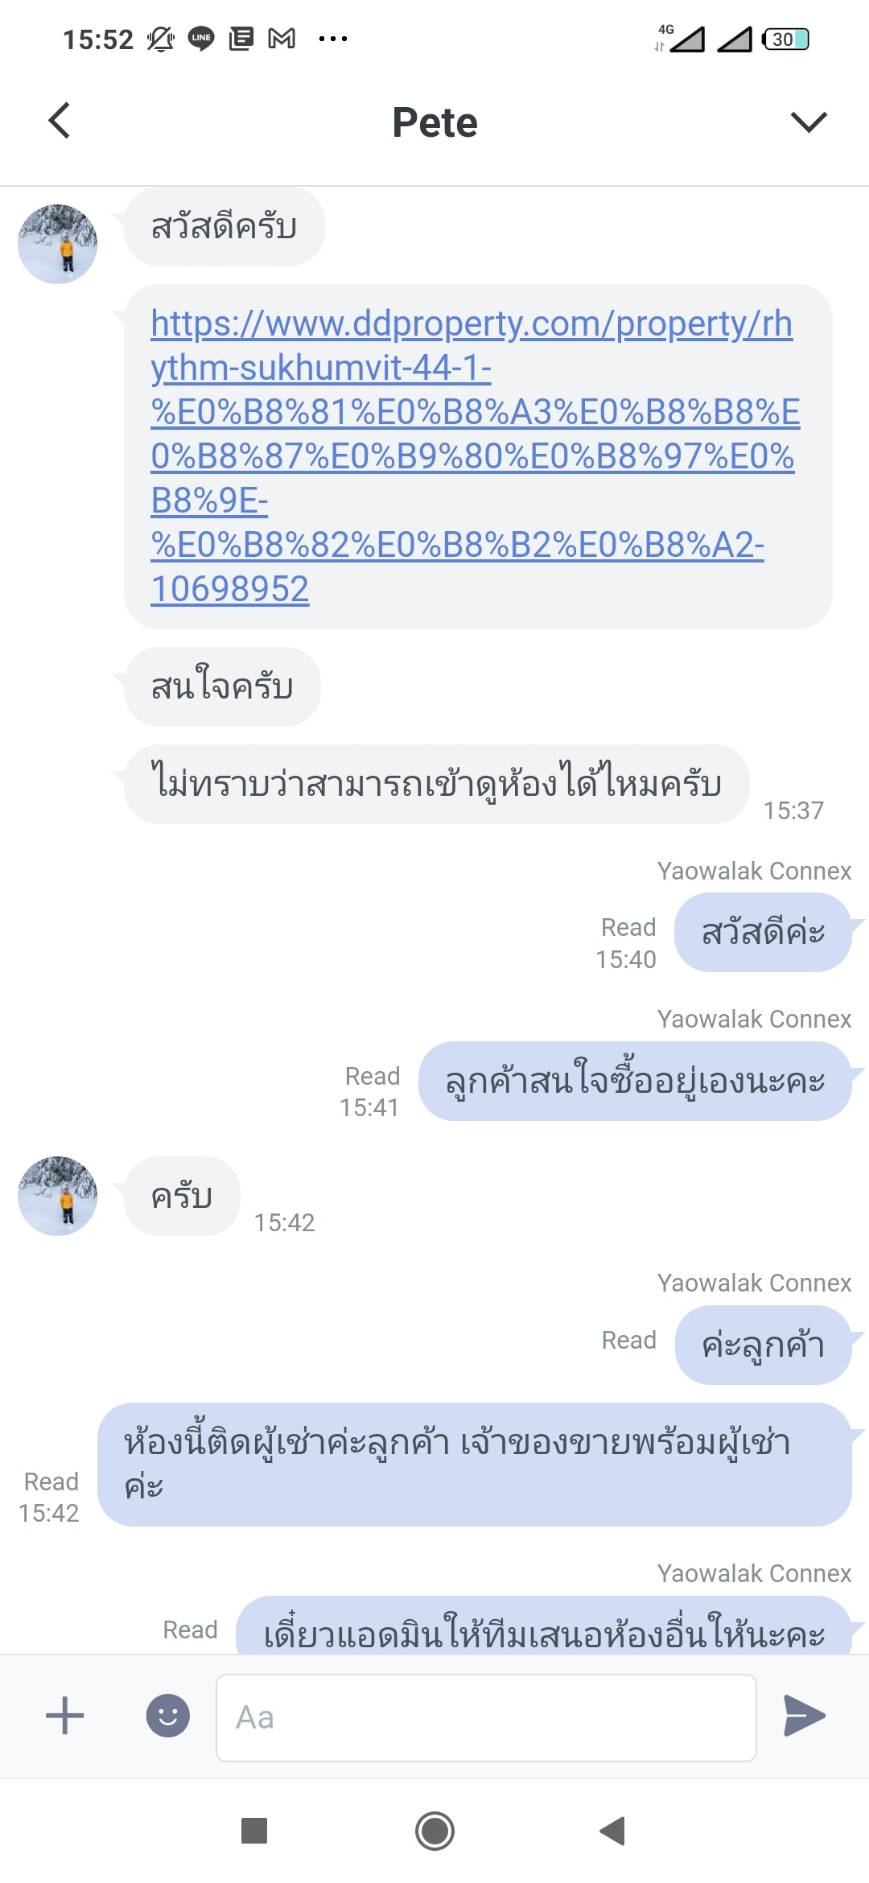 15:52
LINE
4G
30
Pete
สวัสดีครับ
https://www.ddproperty.com/property/rh
ythm-sukhumvit-44-1-
%E0%B8%81%E0%B8%A3%E0%B8%B8%E
0%B8%87%E0%B9%80%E0%B8%97%E0%
B8%9E-
%E0%B8%82%E0%B8%B2%E0%B8%A2-
10698952
สนใจครับ
ไม่ทราบว่าสามารถเข้าดูห้องได้ไหมครับ
15:37
Yaowalak Connex
Read
15:40
สวัสดีค่ะ
Yaowalak Connex
Read
15:41
ลูกค้าสนใจซื้ออยู่เองนะคะ
ครับ
15:42
Yaowalak Connex
Read
ค่ะลูกค้า
ห้องนี้ติดผู้เช่าค่ะลูกค้า เจ้าของขายพร้อมผู้เช่า
ค่ะ
Read
15:42
Yaowalak Connex
Read
เดี๋ยวแอดมินให้ทีมเสนอห้องอื่นให้นะคะ
Aa